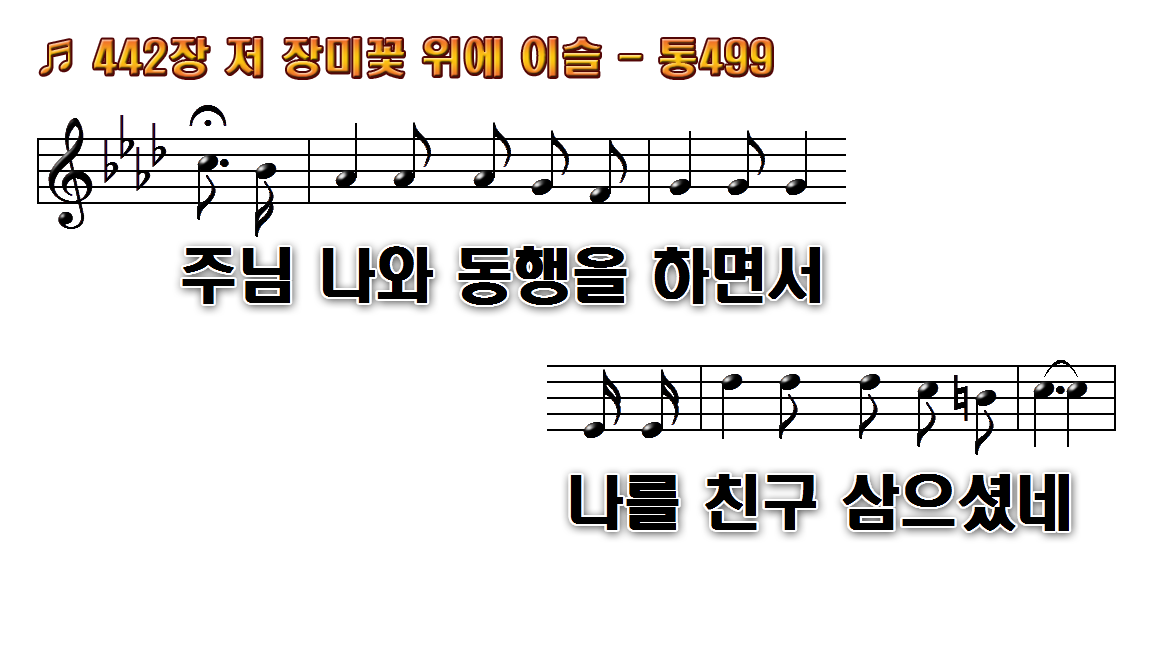 ♬ 442장 저 장미꽃 위에 이슬 - 통499
주님 나와 동행을 하면서
나를 친구 삼으셨네